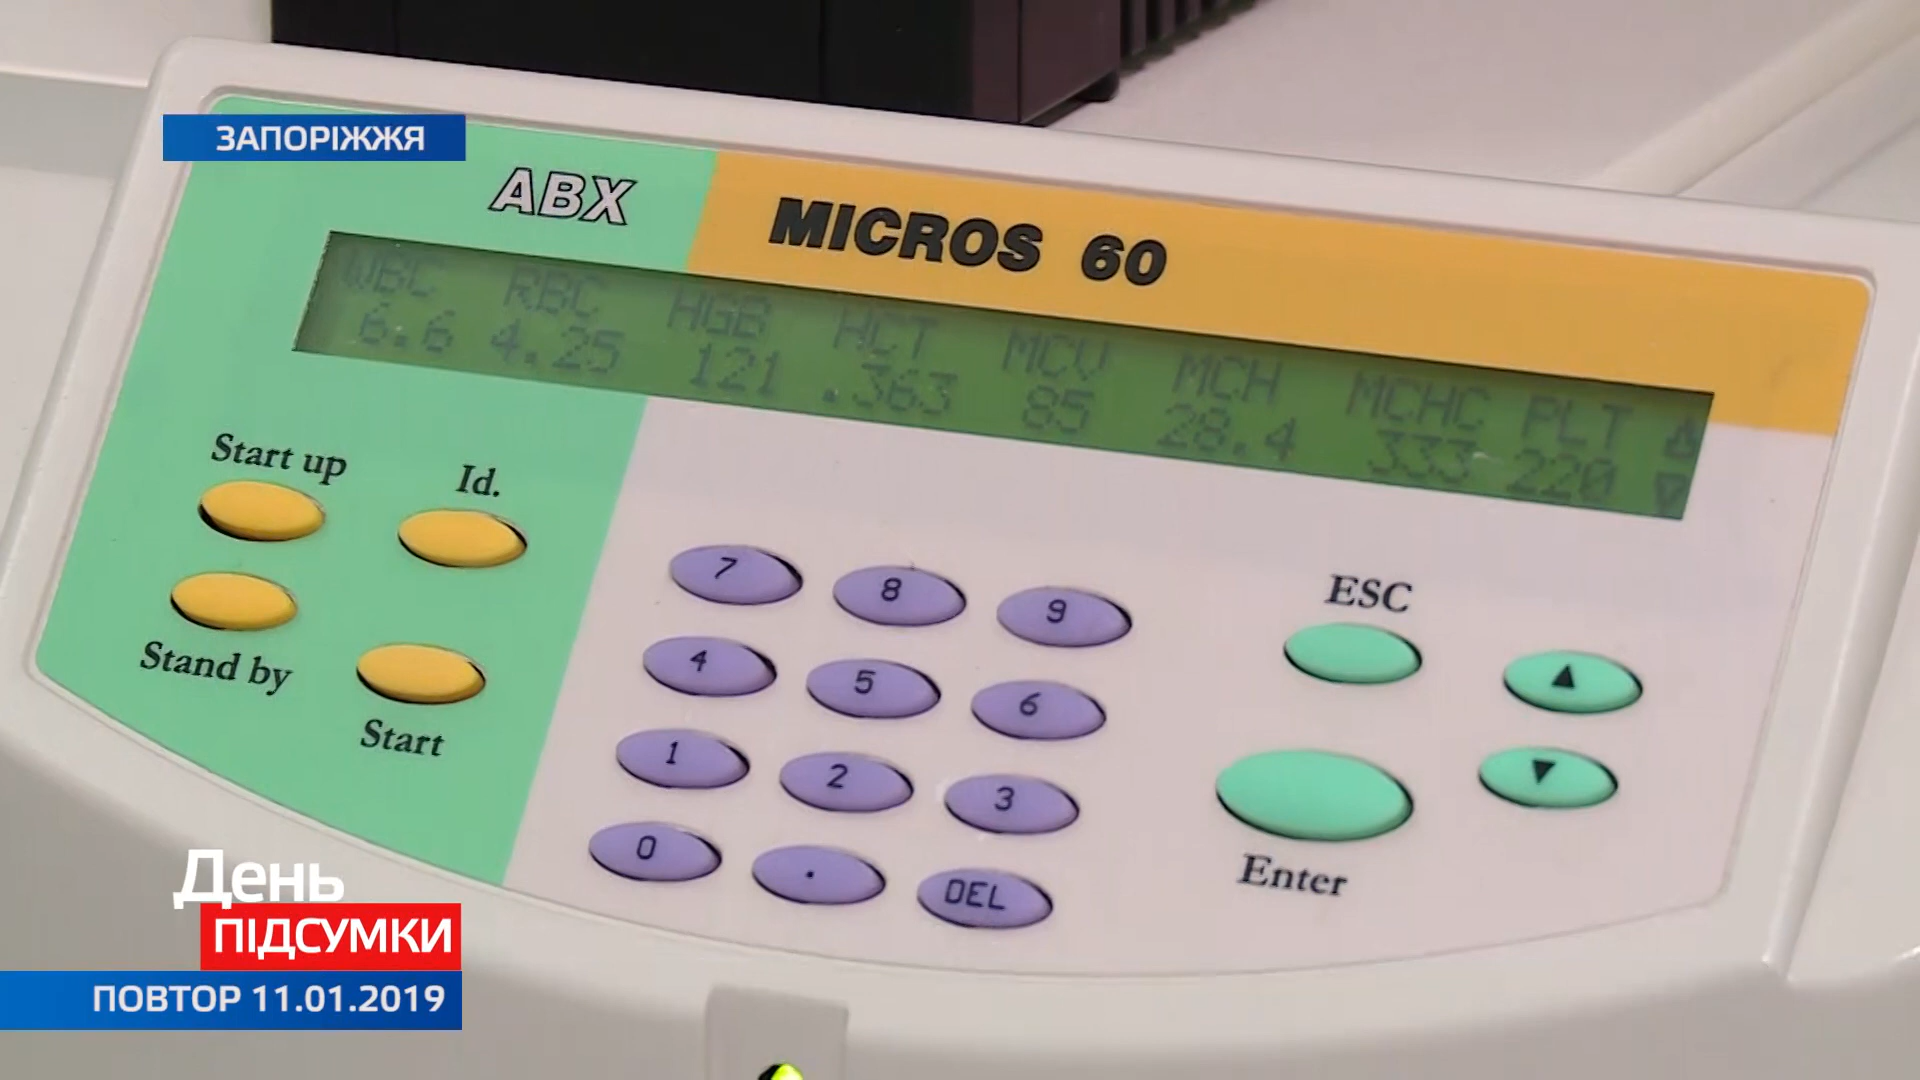 ЗАПОРІЖЖЯ
ABX
MICROS 60
WBC RBC HGB HCT MCV MCH MCHC PLT
6.6 4.25 121 .363 85 28.4 333 220
Start up
Id.
Stand by
Start
7 8 9
4 5 6
1 2 3
0 . DEL
ESC
▲
▼
Enter
День
ПІДСУМКИ
ПОВТОР 11.01.2019